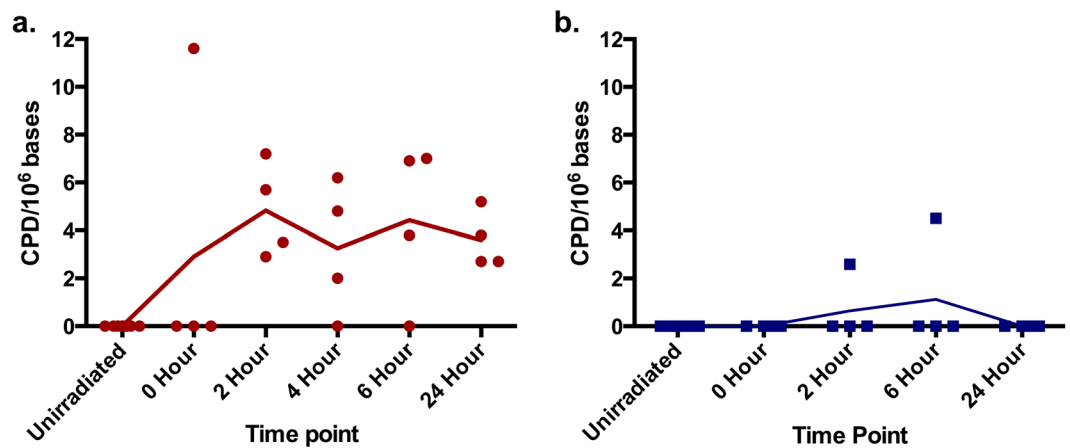 a.
CPD/10⁶ bases
12
10
8
6
4
2
0
Unirradiated
0 Hour
2 Hour
4 Hour
6 Hour
24 Hour
Time point
b.
CPD/10⁶ bases
12
10
8
6
4
2
0
Unirradiated
0 Hour
2 Hour
6 Hour
24 Hour
Time Point